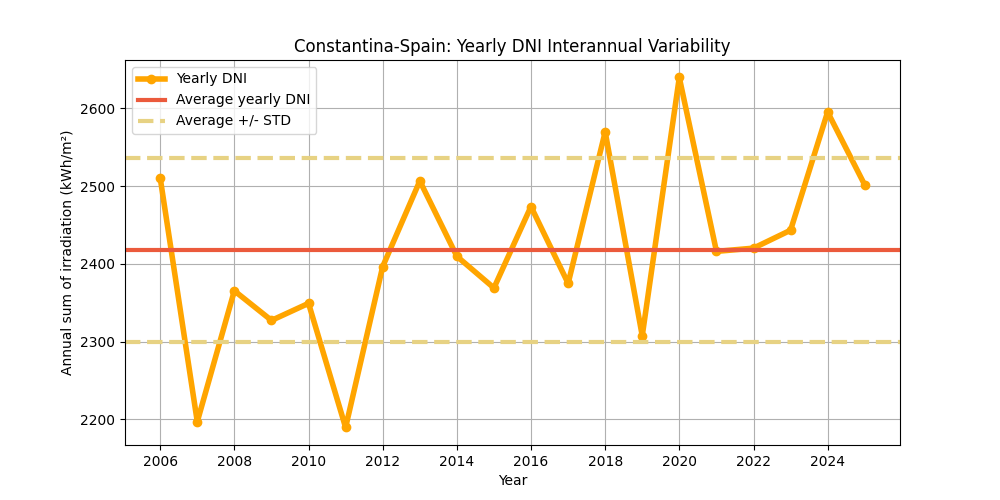 Constantina-Spain: Yearly DNI Interannual Variability
Yearly DNI
Average yearly DNI
Average +/- STD
Annual sum of irradiation (kWh/m²)
2600
2500
2400
2300
2200
2006 2008 2010 2012 2014 2016 2018 2020 2022 2024
Year